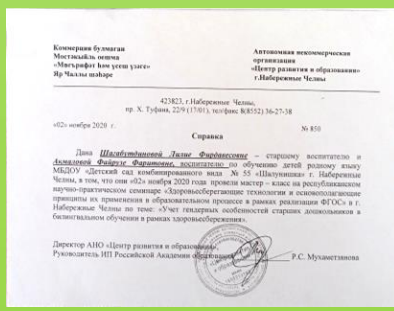 Коммерция булмаган
Мөстәкыйль оешма
«Мәгърифәт һәм үсеш үзәге»
Яр Чаллы шәһәре
Автономная некоммерческая
организация
«Центр развития и образования»
г.Набережные Челны
423823, г.Набережные Челны,
пр. Х. Туфана, 22/9 (17/01), тел/факс 8(8552) 36-27-38
«02» ноября 2020 г.
№ 850
Справка
Дана Шагабутдиновой Лилие Фирдависовне – старшему воспитателю и
Акмаловой Файрузе Фаритовне, воспитателю по обучению детей родному языку
МБДОУ «Детский сад комбинированного вида № 55 «Шалунишка» г. Набережные
Челны, в том, что они «02» ноября 2020 года провели мастер – класс на республиканском
научно-практическом семинаре «Здоровьесберегающие технологии и основополагающие
принципы их применения в образовательном процессе в рамках реализации ФГОС» в г.
Набережные Челны по теме: «Учет гендерных особенностей старших дошкольников в
билингвальном обучении в рамках здоровьесбережения».
Директор АНО «Центр развития и образования»,
Руководитель ИП Российской Академии образования
Р.С. Мухаметзянова